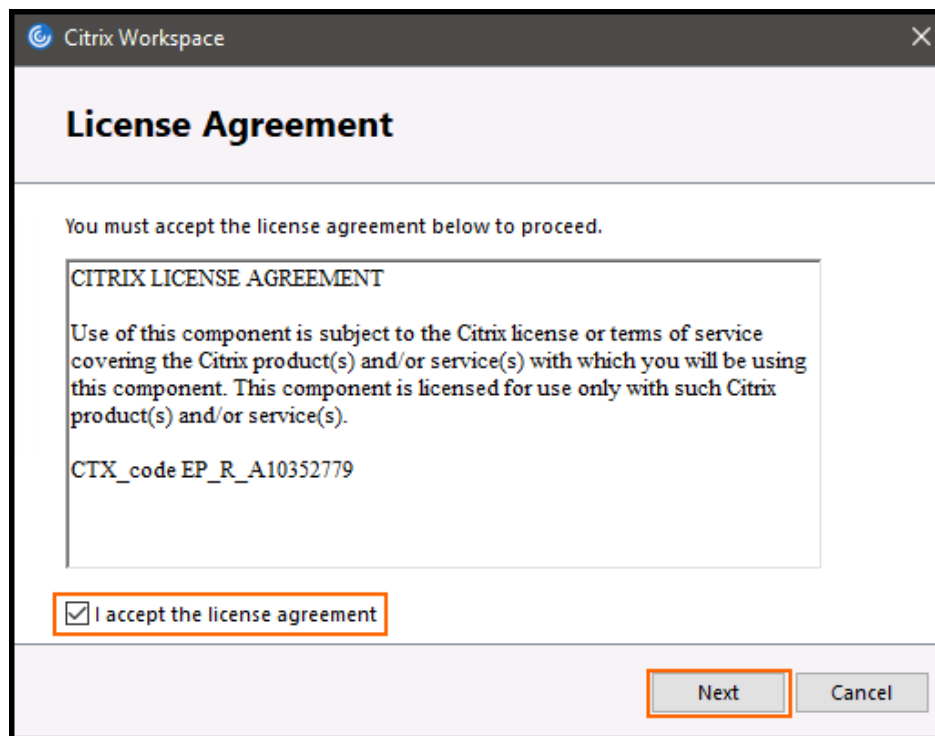 Citrix Workspace
License Agreement
You must accept the license agreement below to proceed.
CITRIX LICENSE AGREEMENT
Use of this component is subject to the Citrix license or terms of service
covering the Citrix product(s) and/or service(s) with which you will be using
this component. This component is licensed for use only with such Citrix
product(s) and/or service(s).
CTX_code EP_R_A10352779
I accept the license agreement
Next
Cancel